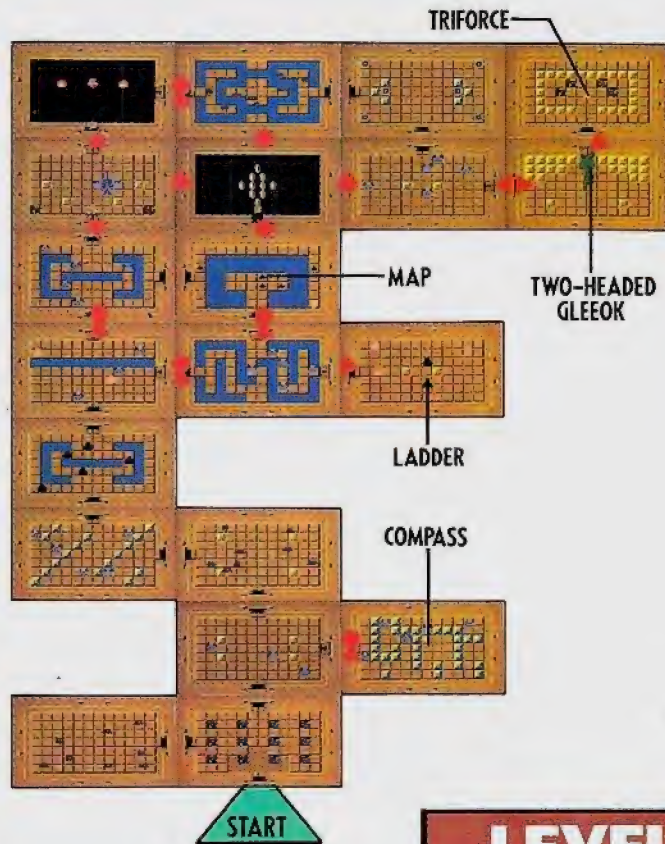 TRIFORCE
MAP
TWO-HEADED
GLEEOK
LADDER
COMPASS
START
LEVEL